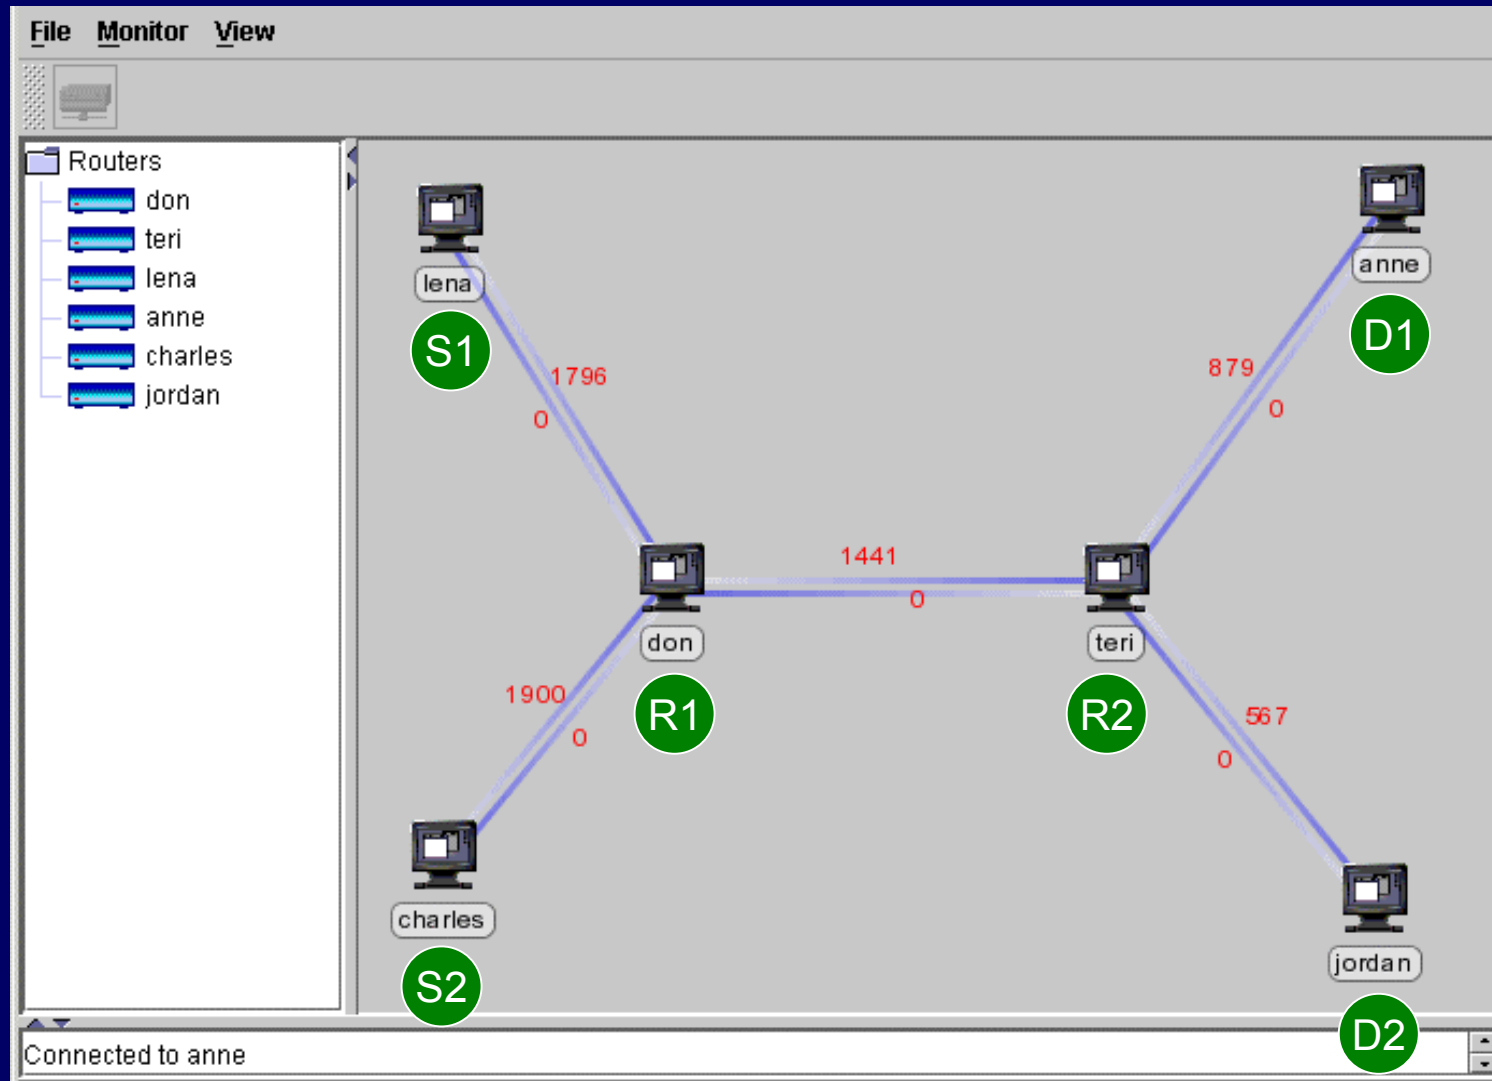 File Monitor View
Routers
don
teri
lena
anne
charles
jordan
lena
S1
anne
D1
1796
0
879
0
1441
0
don
R1
teri
R2
1900
0
567
0
charles
S2
jordan
D2
Connected to anne